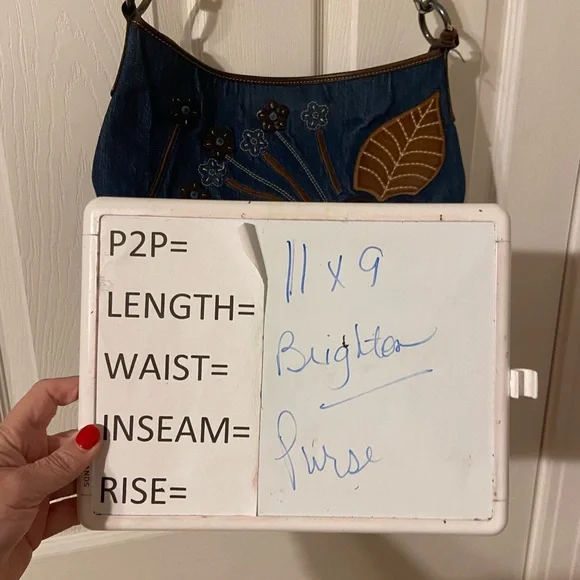 P2P= 11 x 9
LENGTH=
WAIST= Brighton
INSEAM=
Purse
RISE=